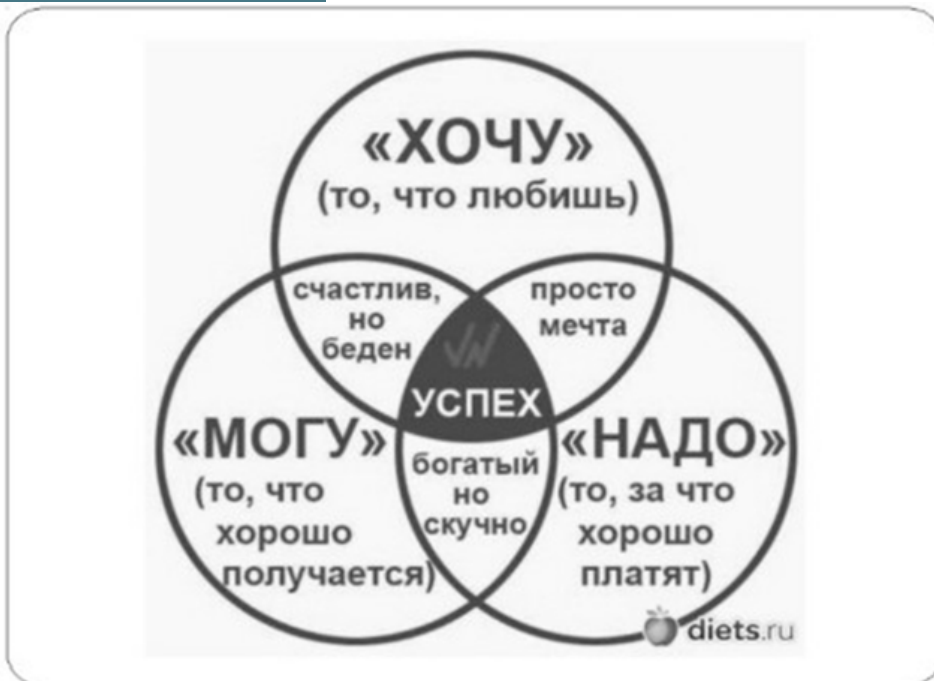 «ХОЧУ»
(то, что любишь)
счастлив,
но
беден
просто
мечта
УСПЕХ
«МОГУ»
(то, что
хорошо
получается)
богатый
но
скучно
«НАДО»
(то, за что
хорошо
платят)
diets.ru